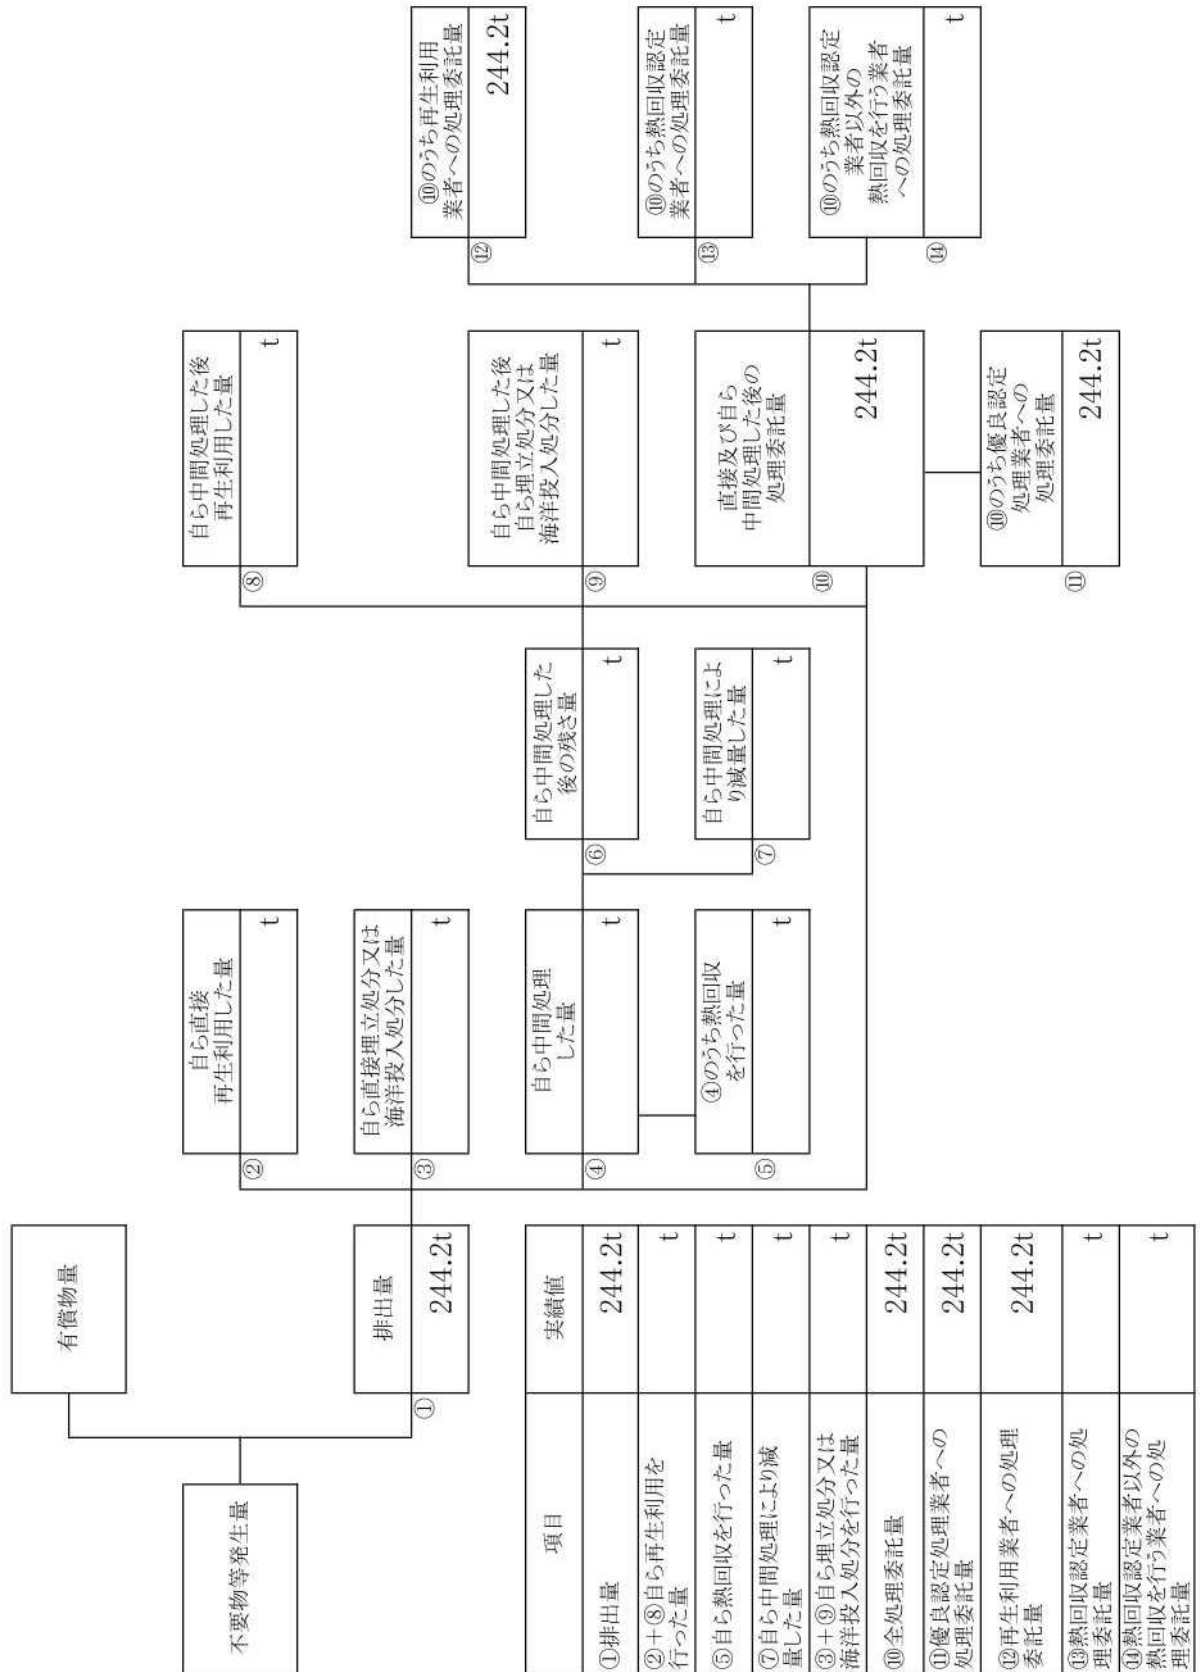 不要物等発生量
有償物量
①
排出量
244.2t
②
自ら直接
再生利用した量
t
③
自ら直接埋立処分又は
海洋投入処分した量
t
④
自ら中間処理
した量
t
⑤
④のうち熱回収
を行った量
t
⑥
自ら中間処理した
後の残さ量
t
⑦
自ら中間処理によ
り減量した量
t
⑧
自ら中間処理した後
再生利用した量
t
⑨
自ら中間処理した後
自ら埋立処分又は
海洋投入処分した量
t
⑩
直接及び自ら
中間処理した後の
処理委託量
244.2t
⑪
⑩のうち優良認定
処理業者への
処理委託量
244.2t
⑫
⑩のうち再生利用
業者への処理委託量
244.2t
⑬
⑩のうち熱回収認定
業者への処理委託量
t
⑭
⑩のうち熱回収認定
業者以外の
熱回収を行う業者
への処理委託量
t
項目
実績値
①排出量
244.2t
②+⑧自ら再生利用を
行った量
t
⑤自ら熱回収を行った量
t
⑦自ら中間処理により減
量した量
t
③+⑨自ら埋立処分又は
海洋投入処分を行った量
t
⑩全処理委託量
244.2t
⑪優良認定処理業者への
処理委託量
244.2t
⑫再生利用業者への処理
委託量
244.2t
⑬熱回収認定業者への処
理委託量
t
⑭熱回収認定業者以外の
熱回収を行う業者への処
理委託量
t